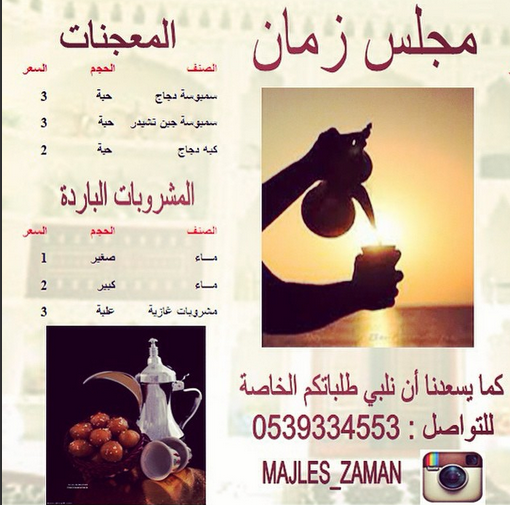 مجلس زمان
كما يسعدنا أن نلبي طلباتكم الخاصة
للتواصل : 0539334553
MAJLES_ZAMAN
المعجنات
الصنف الحجم السعر
سمبوسة دجاج حبة 3
سمبوسة جبن تشيدر حبة 3
كبه دجاج حبة 2
المشروبات الباردة
الصنف الحجم السعر
مــاء صغير 1
مــاء كبير 2
مشروبات غازية علبة 3